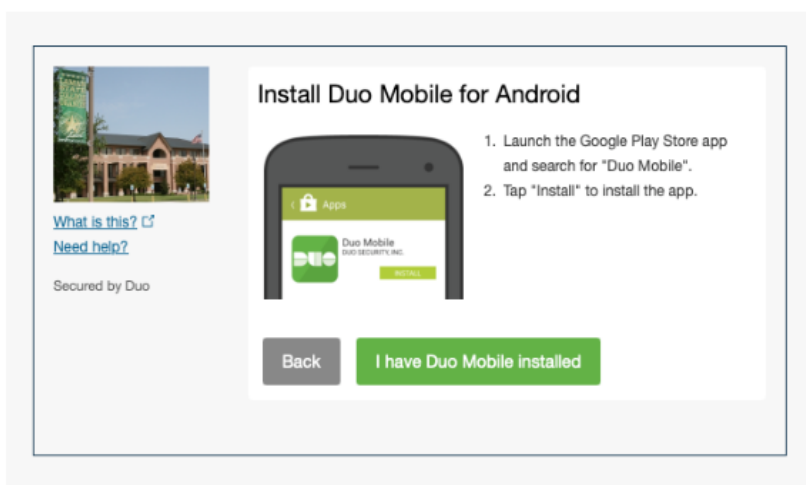 Install Duo Mobile for Android
1. Launch the Google Play Store app
and search for "Duo Mobile".
2. Tap "Install" to install the app.
Apps
Duo Mobile
DUO SECURITY, INC.
INSTALL
DUO
What is this?
Need help?
Secured by Duo
Back
I have Duo Mobile installed